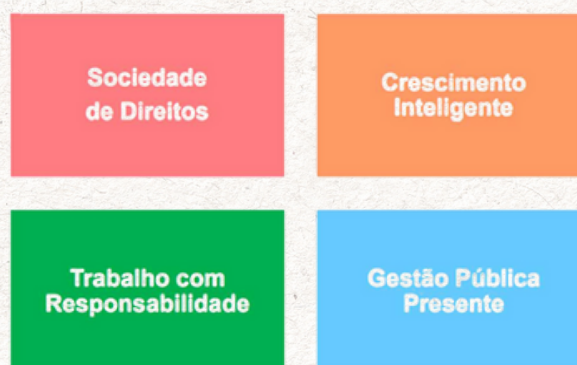 Sociedade
de Direitos
Crescimento
Inteligente
Trabalho com
Responsabilidade
Gestão Pública
Presente